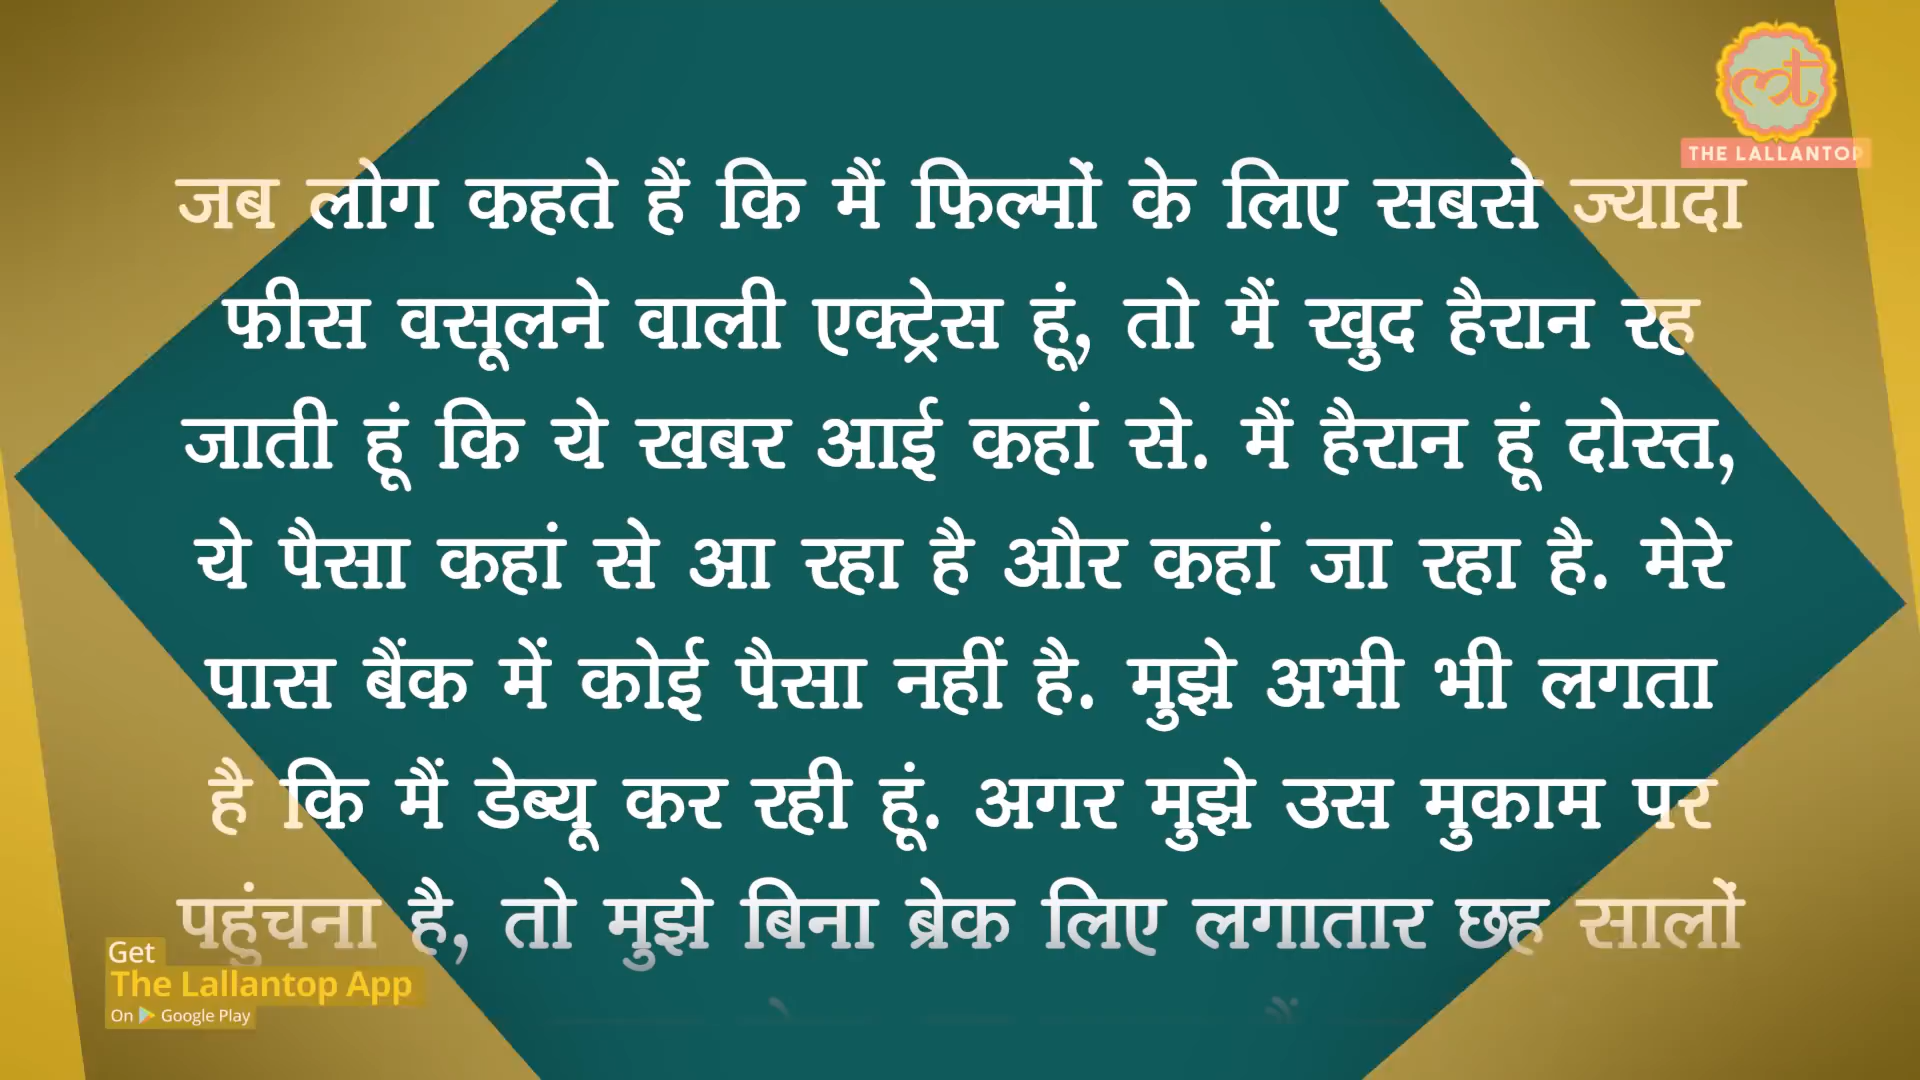 THE LALLANTOP
जब लोग कहते हैं कि मैं फिल्मों के लिए सबसे ज्यादा
फीस वसूलने वाली एक्ट्रेस हूं, तो मैं खुद हैरान रह
जाती हूं कि ये खबर आई कहां से. मैं हैरान हूं दोस्त,
ये पैसा कहां से आ रहा है और कहां जा रहा है. मेरे
पास बैंक में कोई पैसा नहीं है. मुझे अभी भी लगता
है कि मैं डेब्यू कर रही हूं. अगर मुझे उस मुकाम पर
पहुंचना है, तो मुझे बिना ब्रेक लिए लगातार छह सालों
Get
The Lallantop App
On Google Play